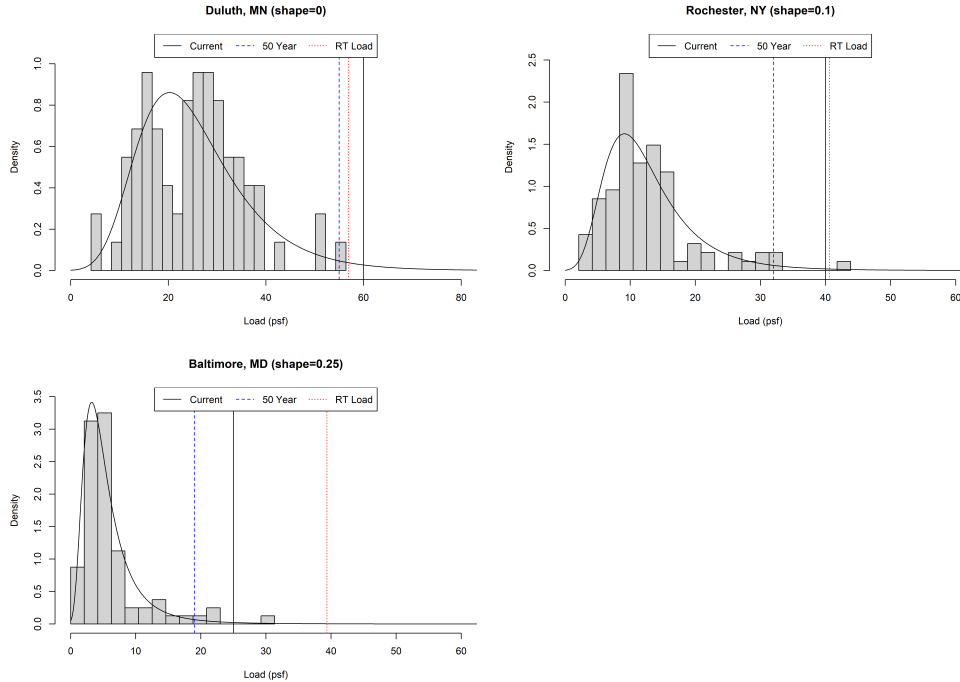 Duluth, MN (shape=0)
Current 50 Year RT Load
Density
0.0 0.2 0.4 0.6 0.8 1.0
0 20 40 60 80
Load (psf)
Rochester, NY (shape=0.1)
Current 50 Year RT Load
Density
0.0 0.5 1.0 1.5 2.0 2.5
0 10 20 30 40 50 60
Load (psf)
Baltimore, MD (shape=0.25)
Current 50 Year RT Load
Density
0.0 0.5 1.0 1.5 2.0 2.5 3.0 3.5
0 10 20 30 40 50 60
Load (psf)